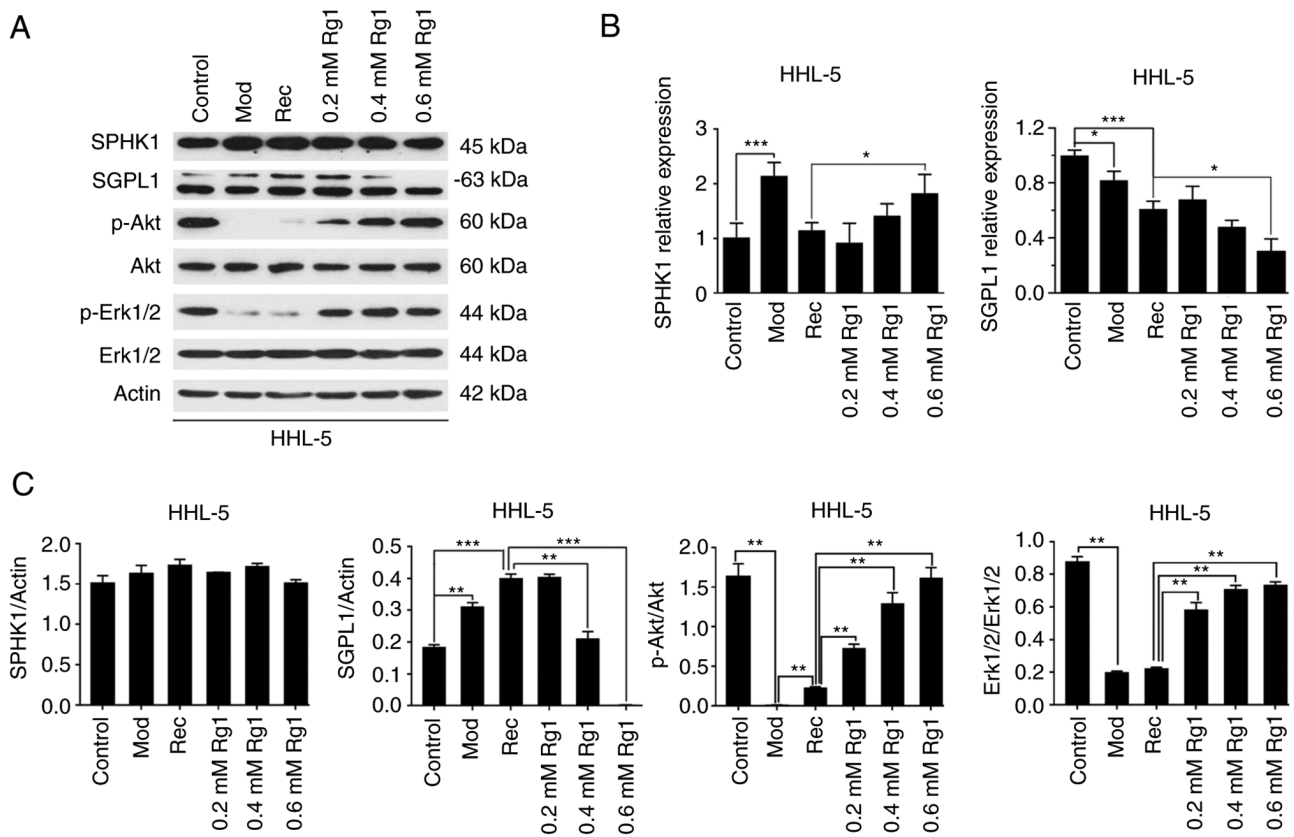 A
Control
Mod
Rec
0.2 mM Rg1
0.4 mM Rg1
0.6 mM Rg1
SPHK1
45 kDa
SGPL1
-63 kDa
p-Akt
60 kDa
Akt
60 kDa
p-Erk1/2
44 kDa
Erk1/2
44 kDa
Actin
42 kDa
HHL-5
B
HHL-5
SPHK1 relative expression
3
2
1
0
***
*
Control
Mod
Rec
0.2 mM Rg1
0.4 mM Rg1
0.6 mM Rg1
HHL-5
SGPL1 relative expression
1.2
0.8
0.4
0.0
***
*
*
Control
Mod
Rec
0.2 mM Rg1
0.4 mM Rg1
0.6 mM Rg1
C
HHL-5
SPHK1/Actin
2.0
1.5
1.0
1.5
0.0
Control
Mod
Rec
0.2 mM Rg1
0.4 mM Rg1
0.6 mM Rg1
HHL-5
SGPL1/Actin
0.5
0.4
0.3
0.2
0.1
0.0
***
***
**
**
Control
Mod
Rec
0.2 mM Rg1
0.4 mM Rg1
0.6 mM Rg1
HHL-5
p-Akt/Akt
2.0
1.5
1.0
1.5
0.0
**
**
**
**
**
Control
Mod
Rec
0.2 mM Rg1
0.4 mM Rg1
0.6 mM Rg1
HHL-5
Erk1/2/Erk1/2
1.0
0.8
0.6
0.4
0.2
0.0
**
**
**
**
Control
Mod
Rec
0.2 mM Rg1
0.4 mM Rg1
0.6 mM Rg1